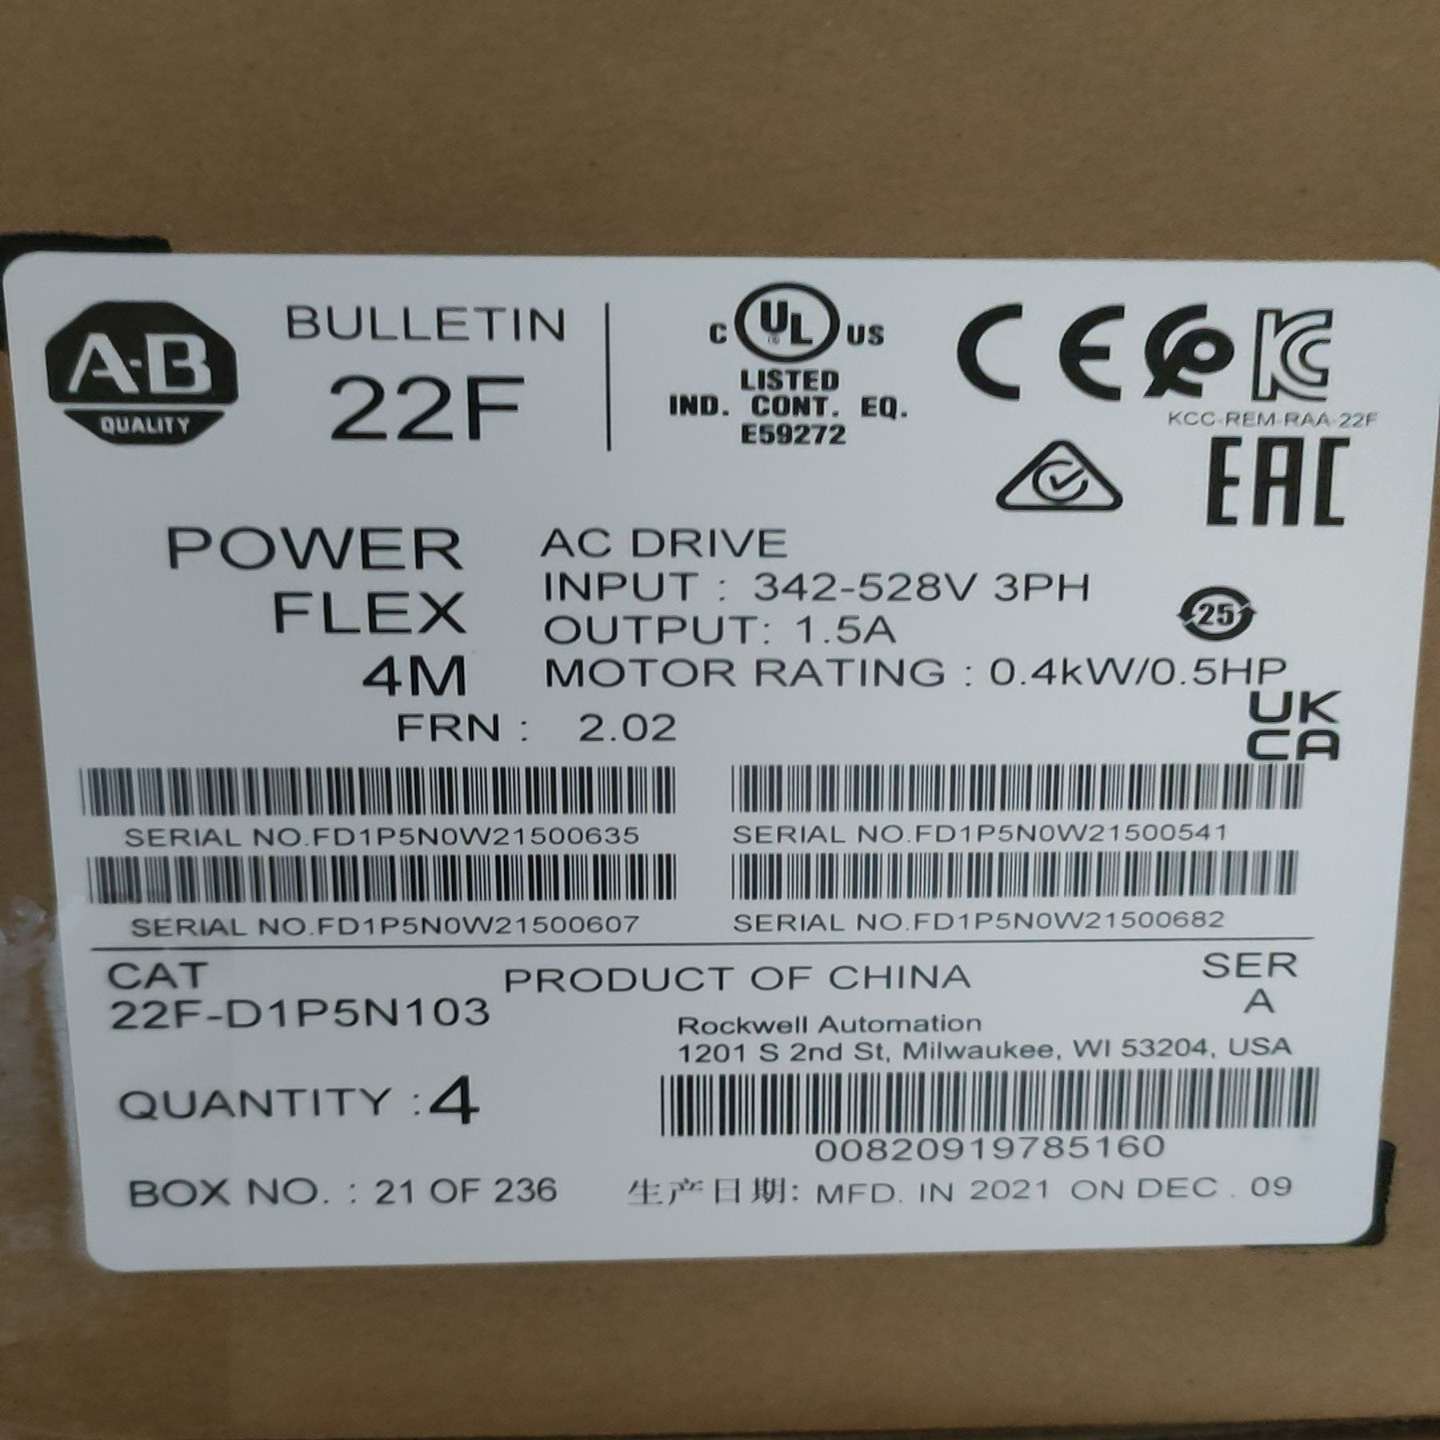 A-B
QUALITY
BULLETIN
22F
C UL US
LISTED
IND. CONT. EQ.
E59272
CE
KC
KCC-REM-RAA-22F
EAC
POWER
FLEX
4M
FRN : 2.02
AC DRIVE
INPUT : 342-528V 3PH
OUTPUT: 1.5A
MOTOR RATING : 0.4kW/0.5HP
25
UK
CA
SERIAL NO.FD1P5N0W21500635
SERIAL NO.FD1P5N0W21500541
SERIAL NO.FD1P5N0W21500607
SERIAL NO.FD1P5N0W21500682
CAT
22F-D1P5N103
PRODUCT OF CHINA
SER
A
Rockwell Automation
1201 S 2nd St, Milwaukee, WI 53204, USA
QUANTITY :4
00820919785160
BOX NO. : 21 OF 236
生产日期: MFD. IN 2021 ON DEC . 09